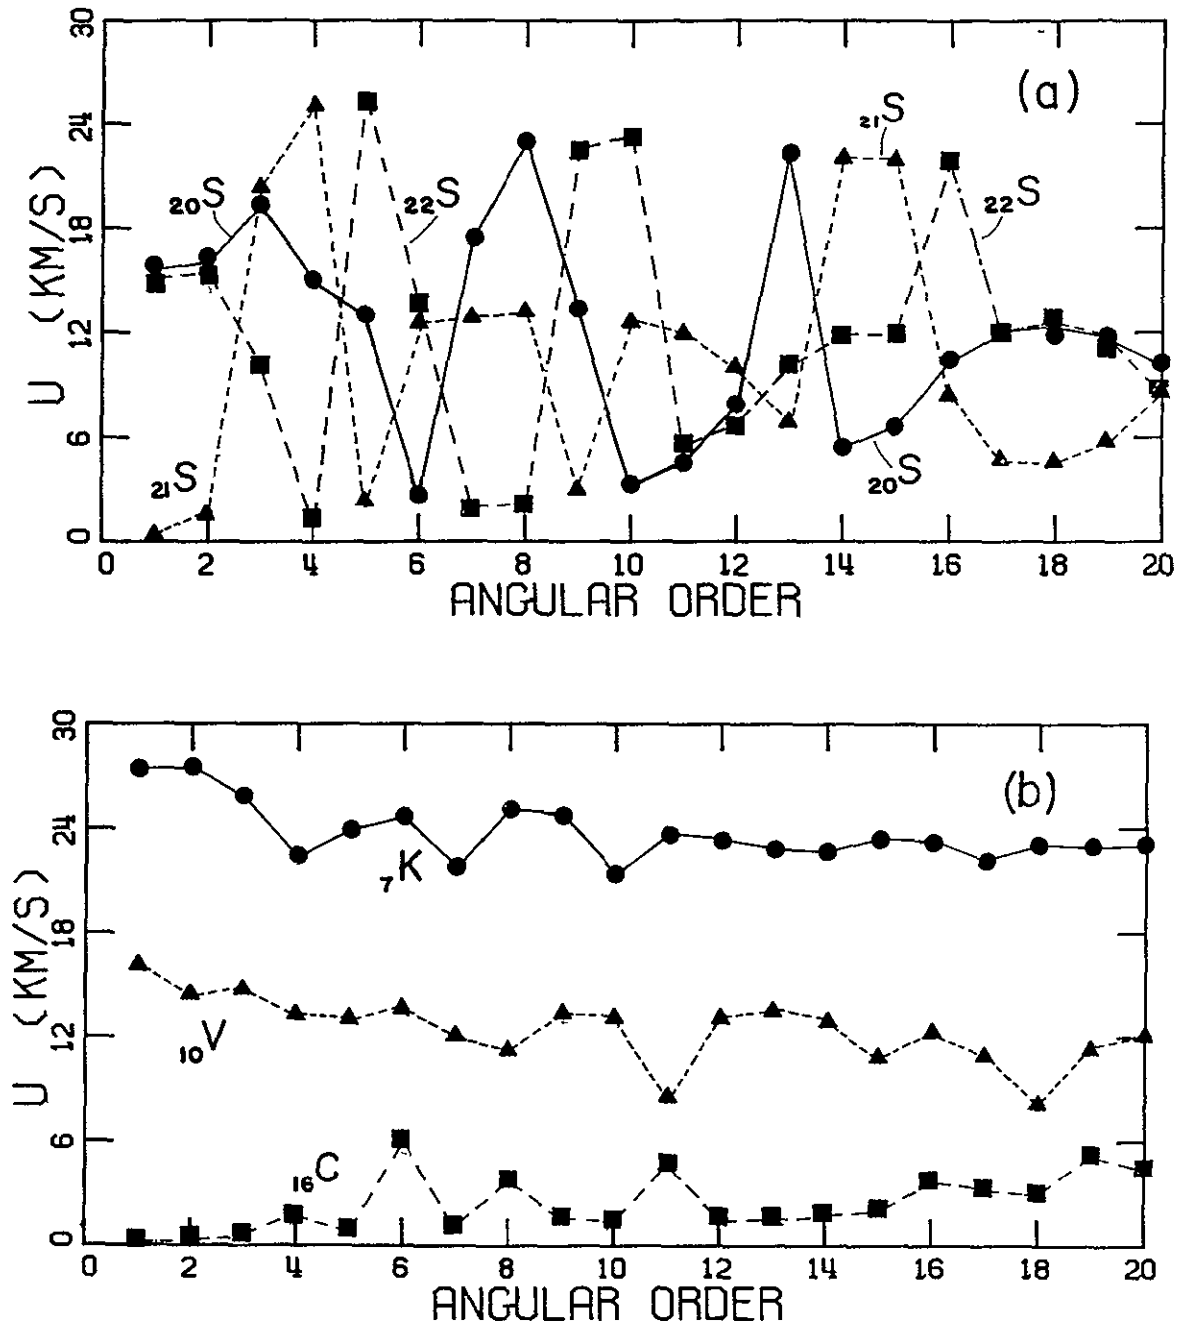 30
24
18
12
6
0
U (KM/S)
(a)
₂₁S
₂₀S
₂₂S
₂₂S
₂₁S
₂₀S
0 2 4 6 8 10 12 14 16 18 20
ANGULAR ORDER
30
24
18
12
6
0
U (KM/S)
(b)
₇K
₁₀V
₁₆C
0 2 4 6 8 10 12 14 16 18 20
ANGULAR ORDER